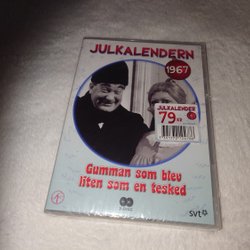 JULKALENDERN
1967
JULKALENDER
79 KR
Gumman som blev
liten som en tesked
svt